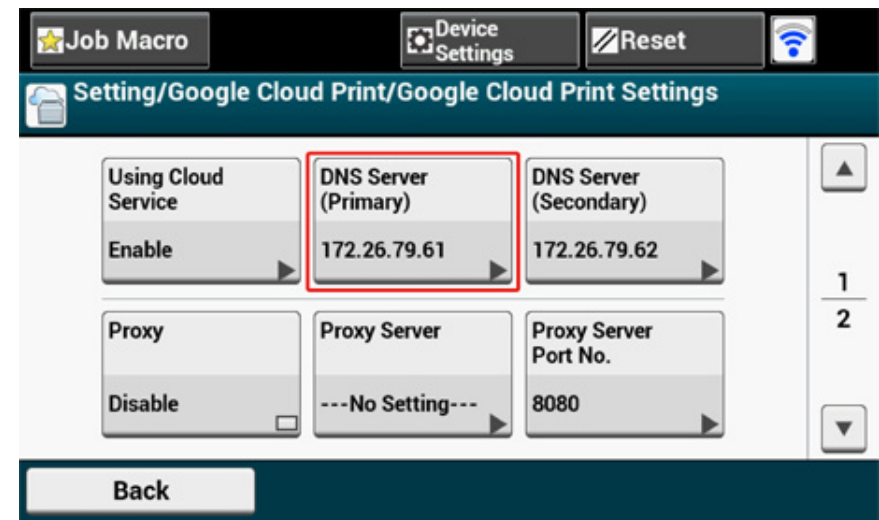 Job Macro
Device
Settings
Reset
Setting/Google Cloud Print/Google Cloud Print Settings
Using Cloud
Service
Enable
DNS Server
(Primary)
172.26.79.61
DNS Server
(Secondary)
172.26.79.62
Proxy
Disable
Proxy Server
---No Setting---
Proxy Server
Port No.
8080
1
2
Back